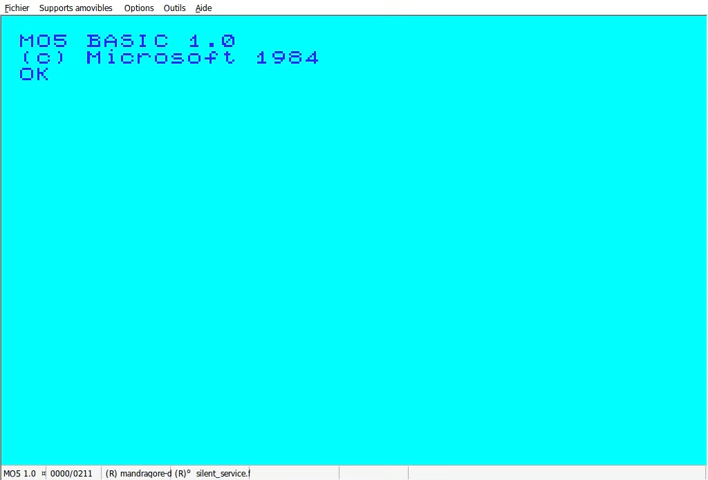 Fichier Supports amovibles Options Outils Aide
MO5 BASIC 1.0
(c) Microsoft 1984
OK
MO5 1.0 ¤ 0000/0211 (R) mandragore-d (R)° silent_service.f